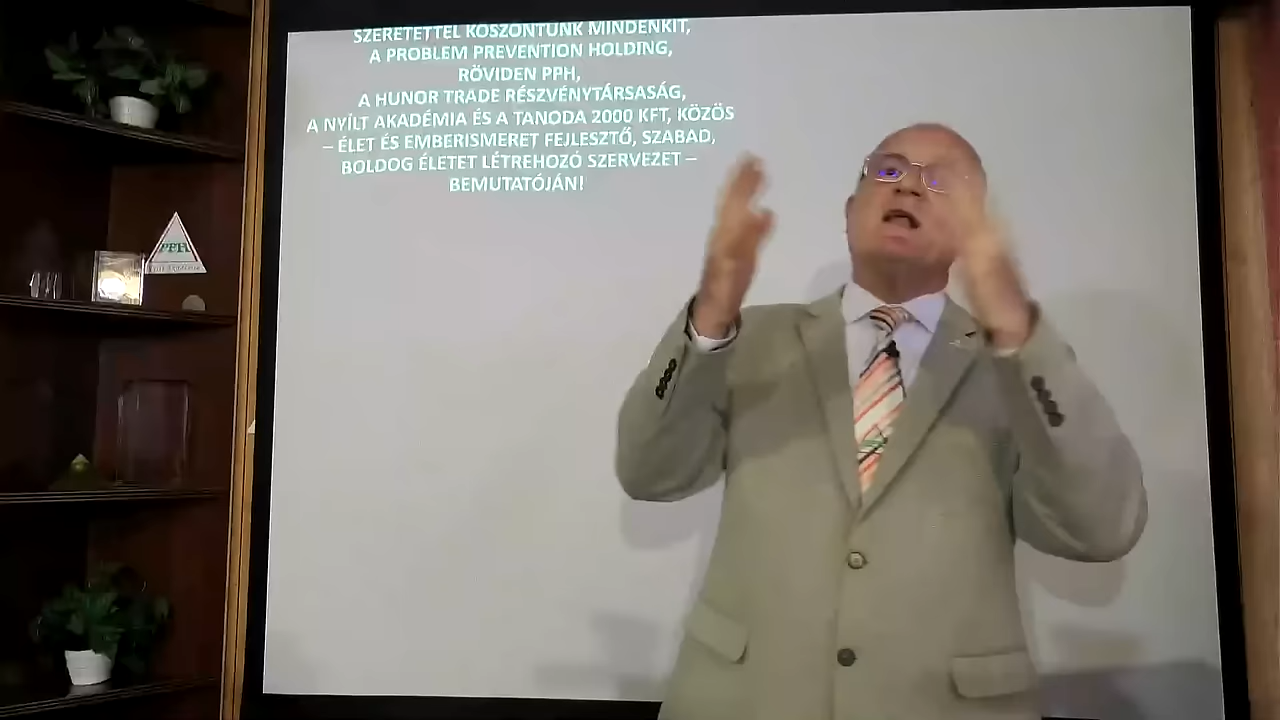 SZERETETTEL KÖSZÖNTÜNK MINDENKIT,
A PROBLEM PREVENTION HOLDING,
RÖVIDEN PPH,
A HUNOR TRADE RÉSZVÉNYTÁRSASÁG,
A NYÍLT AKADÉMIA ÉS A TANODA 2000 KFT, KÖZÖS
– ÉLET ÉS EMBERISMERET FEJLESZTŐ, SZABAD,
BOLDOG ÉLETET LÉTREHOZÓ SZERVEZET –
BEMUTATÓJÁN!
PPH